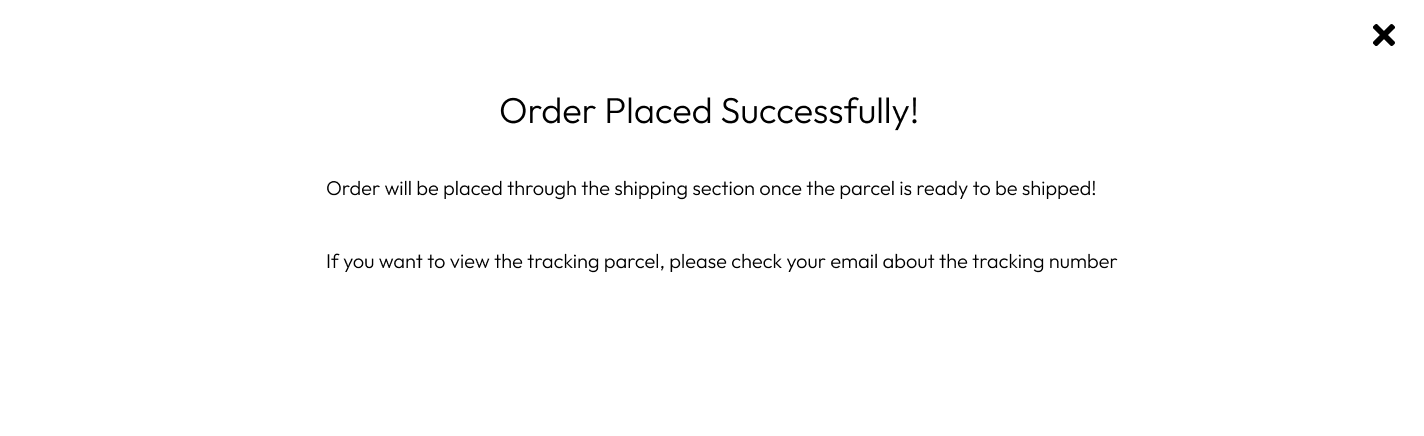 Order Placed Successfully!
Order will be placed through the shipping section once the parcel is ready to be shipped!
If you want to view the tracking parcel, please check your email about the tracking number